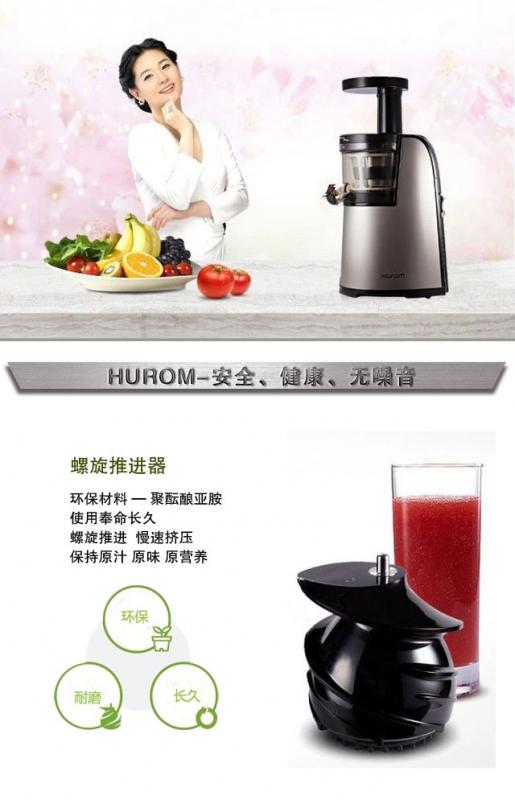 Hurom
HUROM-安全、健康、无噪音
螺旋推进器
环保材料 — 聚酝酿亚胺
使用奉命长久
螺旋推进 慢速挤压
保持原汁 原味 原营养
环保
耐磨
长久